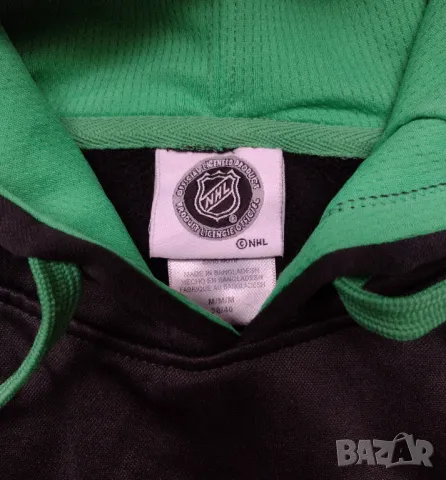 OFFICIAL LICENSED PRODUCT
NHL
®
PRODUIT LICENCIÉ OFFICIEL
© NHL
MADE IN BANGLADESH
HECHO EN BANGLADESH
FABRIQUE AU BANGLADESH
M/M/M
38/40
BAZAR